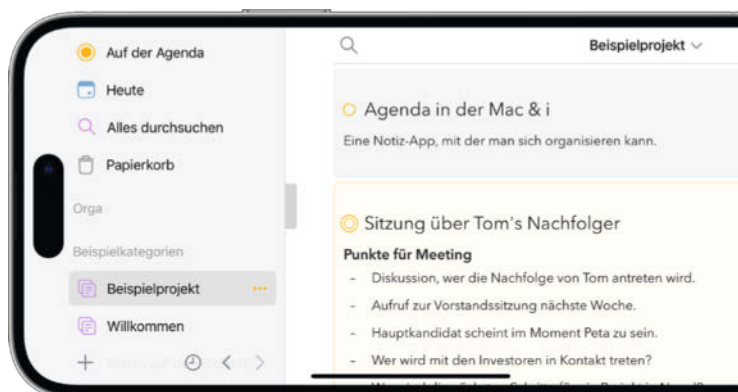 Auf der Agenda
Heute
Alles durchsuchen
Papierkorb
Orga
Beispielkategorien
Beispielprojekt
Willkommen
Beispielprojekt
Agenda in der Mac & i
Eine Notiz-App, mit der man sich organisieren kann.
Sitzung über Tom's Nachfolger
Punkte für Meeting
- Diskussion, wer die Nachfolge von Tom antreten wird.
- Aufruf zur Vorstandssitzung nächste Woche.
- Hauptkandidat scheint im Moment Peta zu sein.
- Wer wird mit den Investoren in Kontakt treten?